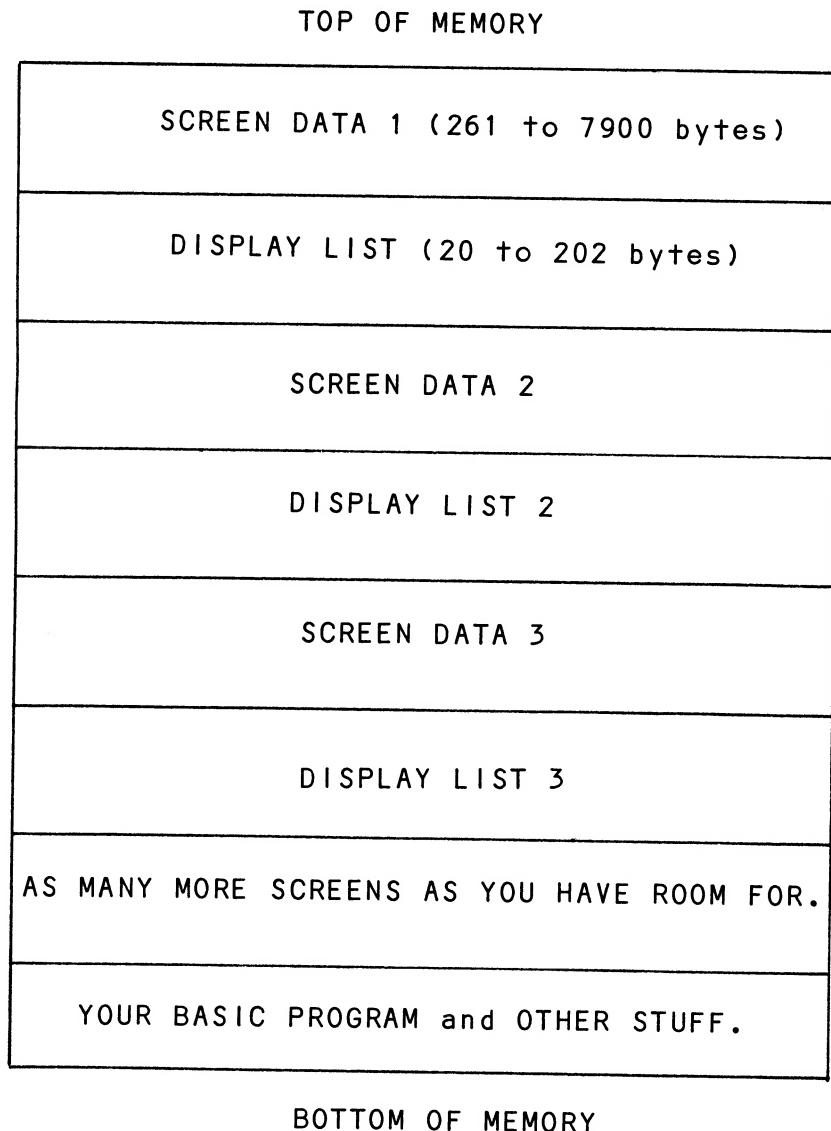 TOP OF MEMORY
SCREEN DATA 1 (261 to 7900 bytes)
DISPLAY LIST (20 to 202 bytes)
SCREEN DATA 2
DISPLAY LIST 2
SCREEN DATA 3
DISPLAY LIST 3
AS MANY MORE SCREENS AS YOU HAVE ROOM FOR.
YOUR BASIC PROGRAM and OTHER STUFF.
BOTTOM OF MEMORY